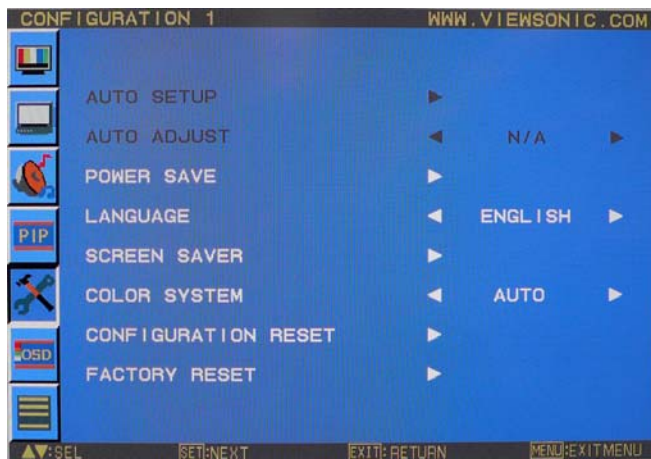 CONFIGURATION 1 WWW.VIEWSONIC.COM
AUTO SETUP ▶
AUTO ADJUST ◀ N/A ▶
POWER SAVE ▶
PIP
LANGUAGE ◀ ENGLISH ▶
SCREEN SAVER ▶
COLOR SYSTEM ◀ AUTO ▶
CONFIGURATION RESET ▶
OSD
FACTORY RESET ▶
▲▼:SEL SET:NEXT EXIT:RETURN MENU:EXITMENU